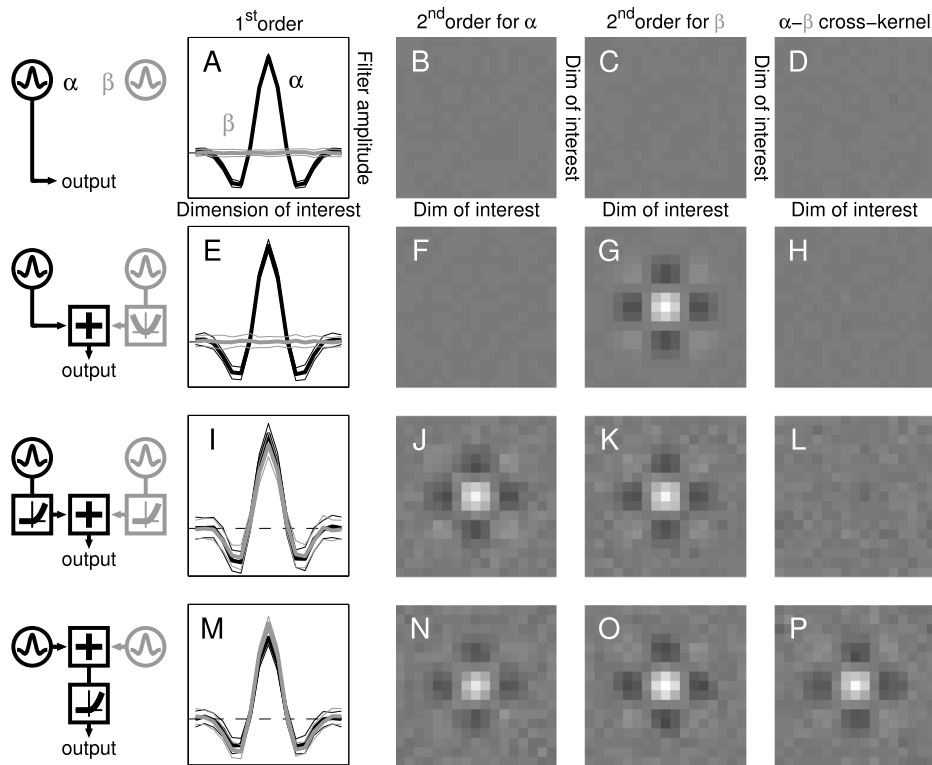 1st order
2nd order for α
2nd order for β
α−β cross−kernel
α β
output
A
α
β
Filter amplitude
B
Dim of interest
C
Dim of interest
D
Dimension of interest
Dim of interest
Dim of interest
Dim of interest
output
E
F
G
H
output
I
J
K
L
output
M
N
O
P